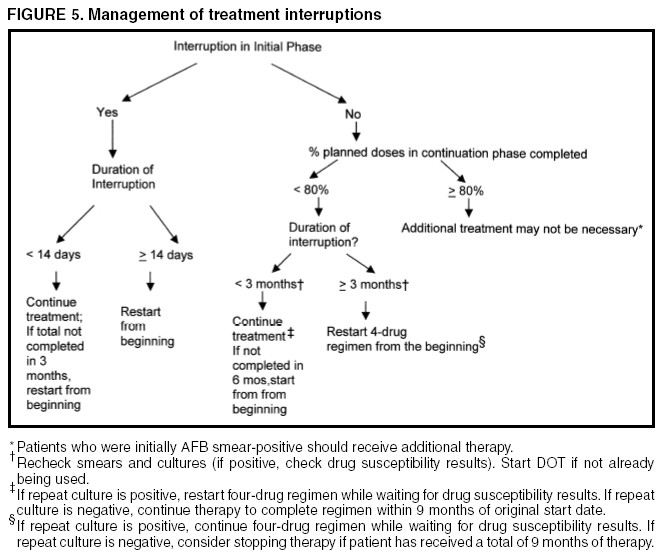 FIGURE 5. Management of treatment interruptions
Interruption in Initial Phase
Yes
No
Duration of
Interruption
% planned doses in continuation phase completed
< 80%
≥ 80%
Duration of
interruption?
Additional treatment may not be necessary*
< 14 days
≥ 14 days
< 3 months†
≥ 3 months†
Continue
treatment;
If total not
completed
in 3
months,
restart from
beginning
Restart
from
beginning
Continue
treatment‡
If not
completed in
6 mos,start
from from
beginning
Restart 4-drug
regimen from the beginning§
* Patients who were initially AFB smear-positive should receive additional therapy.
† Recheck smears and cultures (if positive, check drug susceptibility results). Start DOT if not already
being used.
‡ If repeat culture is positive, restart four-drug regimen while waiting for drug susceptibility results. If repeat
culture is negative, continue therapy to complete regimen within 9 months of original start date.
§ If repeat culture is positive, continue four-drug regimen while waiting for drug susceptibility results. If
repeat culture is negative, consider stopping therapy if patient has received a total of 9 months of therapy.